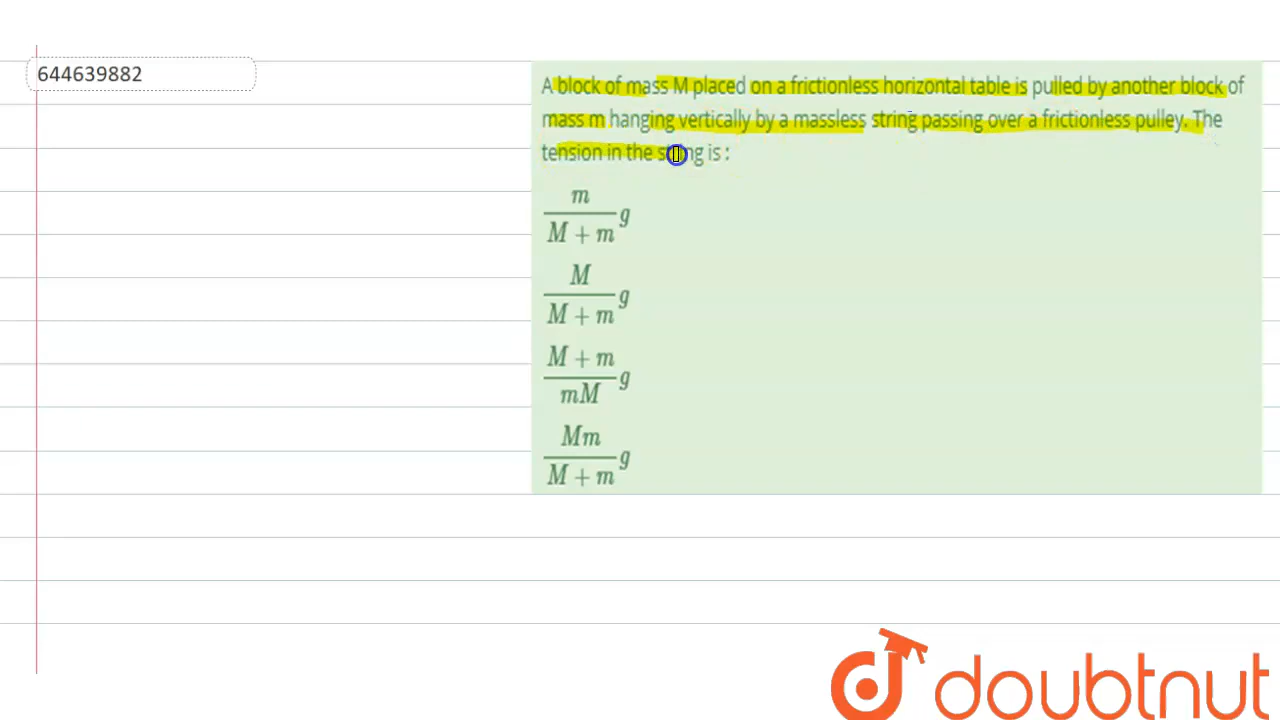 644639882
A block of mass M placed on a frictionless horizontal table is pulled by another block of
mass m hanging vertically by a massless string passing over a frictionless pulley. The
tension in the string is :
m
M + m g
M
M + m g
M + m
mM g
Mm
M + m g
doubtnut